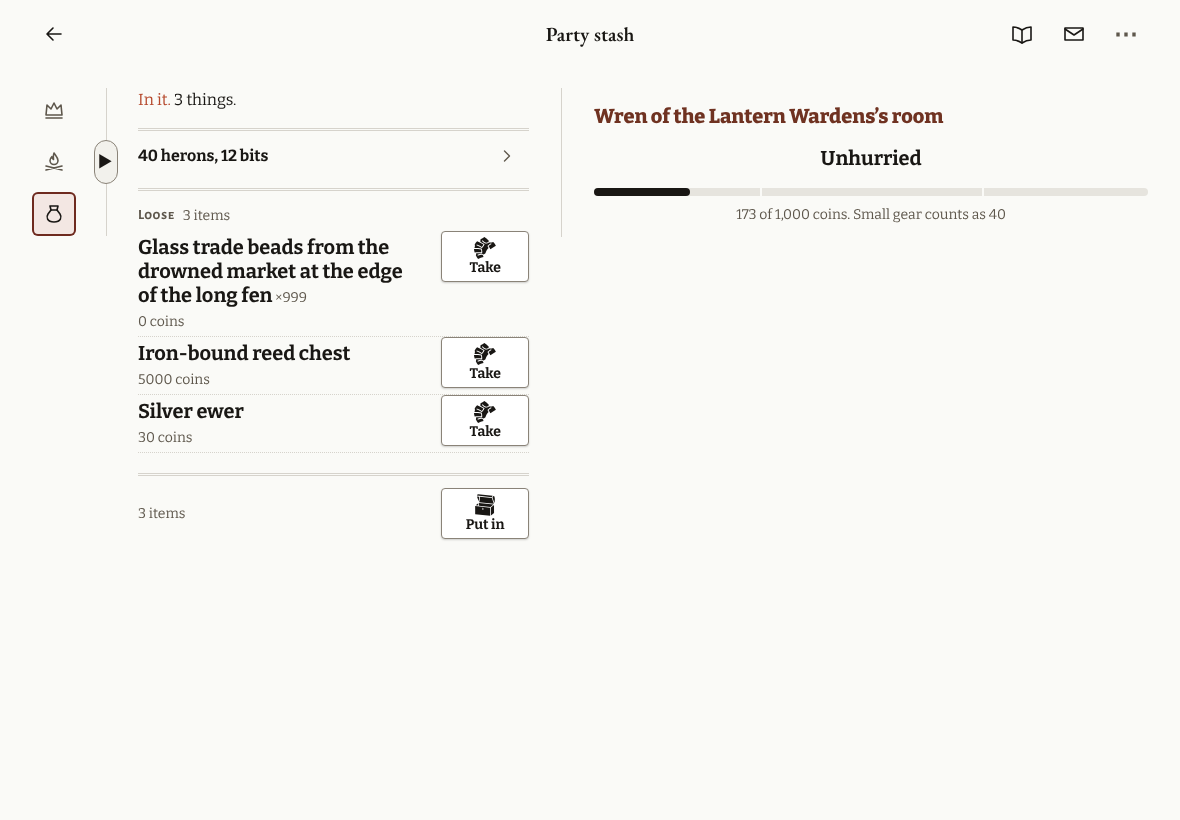 Party stash
In it. 3 things.
40 herons, 12 bits
LOOSE 3 items
Glass trade beads from the
drowned market at the edge
of the long fen ×999
0 coins
Take
Iron-bound reed chest
5000 coins
Take
Silver ewer
30 coins
Take
3 items
Put in
Wren of the Lantern Wardens’s room
Unhurried
173 of 1,000 coins. Small gear counts as 40